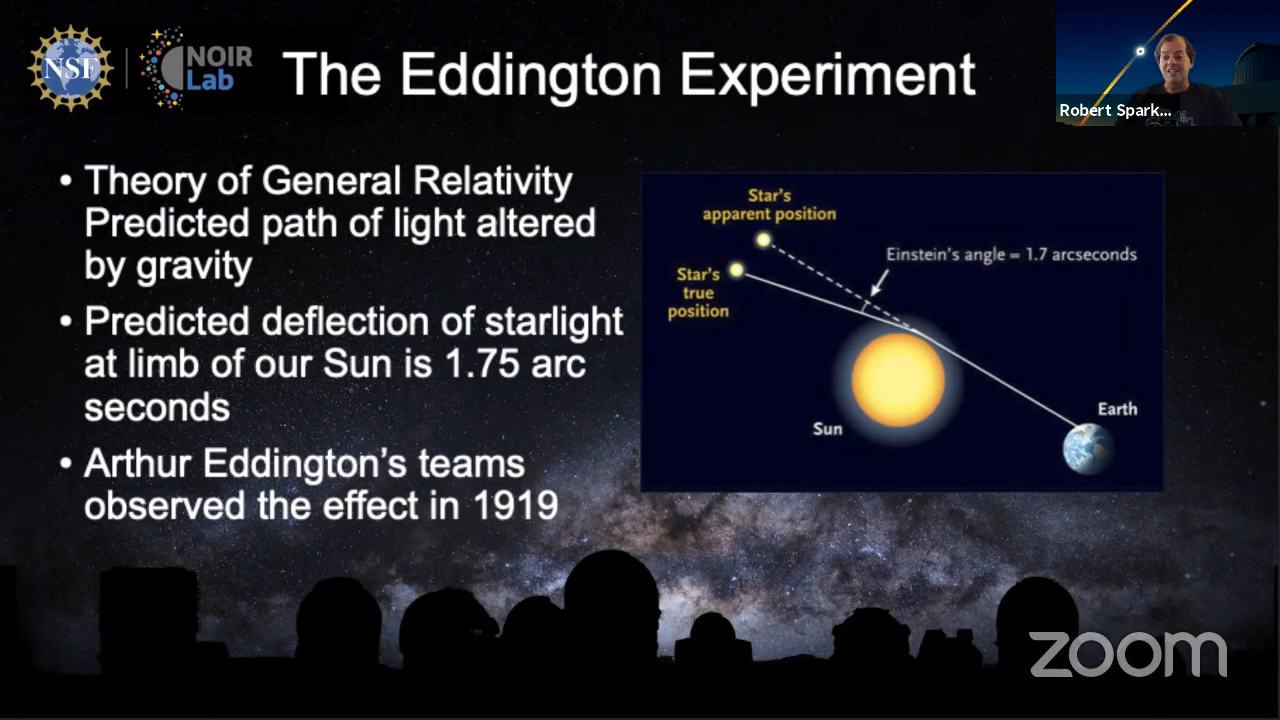 NSF
NOIR
Lab
The Eddington Experiment
Robert Spark...
• Theory of General Relativity
Predicted path of light altered
by gravity
• Predicted deflection of starlight
at limb of our Sun is 1.75 arc
seconds
• Arthur Eddington’s teams
observed the effect in 1919
Star’s
apparent position
Einstein’s angle = 1.7 arcseconds
Star’s
true
position
Sun
Earth
zoom